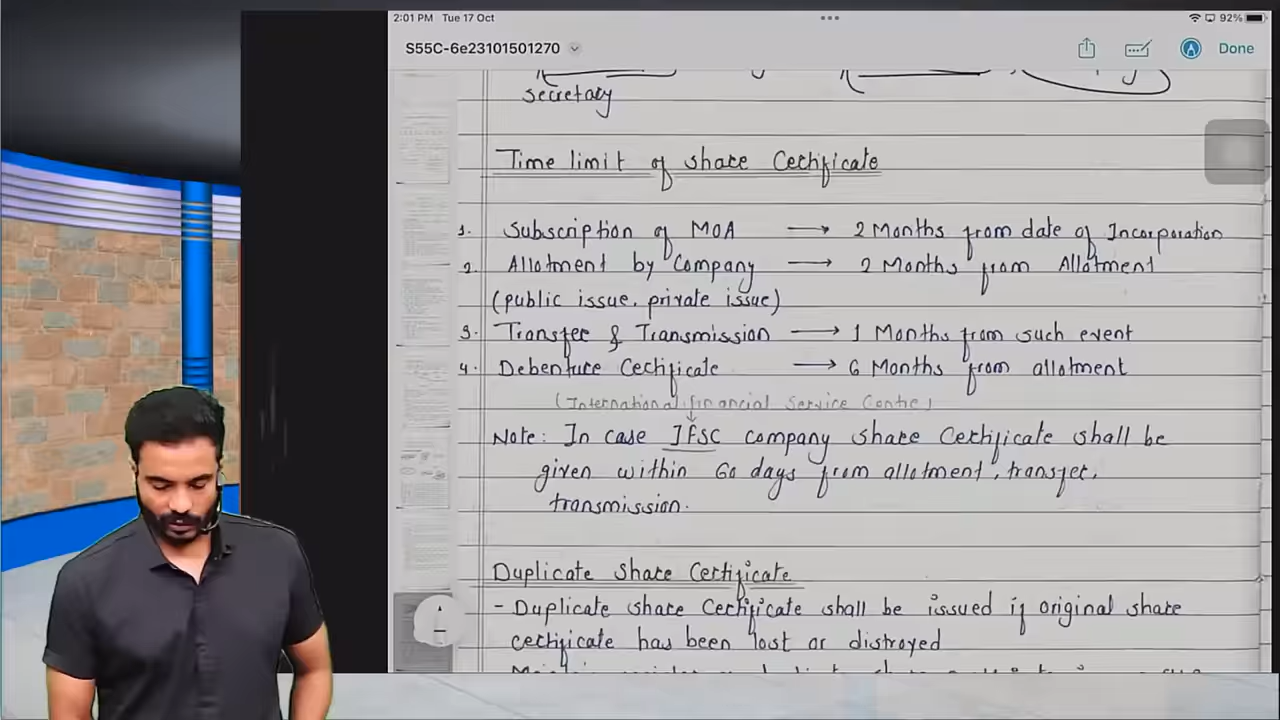 2:01 PM Tue 17 Oct
92%
S55C-6e23101501270
Done
secretary
Time limit of share Certificate
1. Subscription of MOA → 2 Months from date of Incorporation
2. Allotment by Company → 2 Months from Allotment
(public issue, private issue)
3. Transfer & Transmission → 1 Months from such event
4. Debenture Certificate → 6 Months from allotment
(International financial Service Centre)
Note: In case IFSC company share Certificate shall be
given within 60 days from allotment, transfer,
transmission.
Duplicate share Certificate
- Duplicate share Certificate shall be issued if original share
certificate has been lost or distroyed